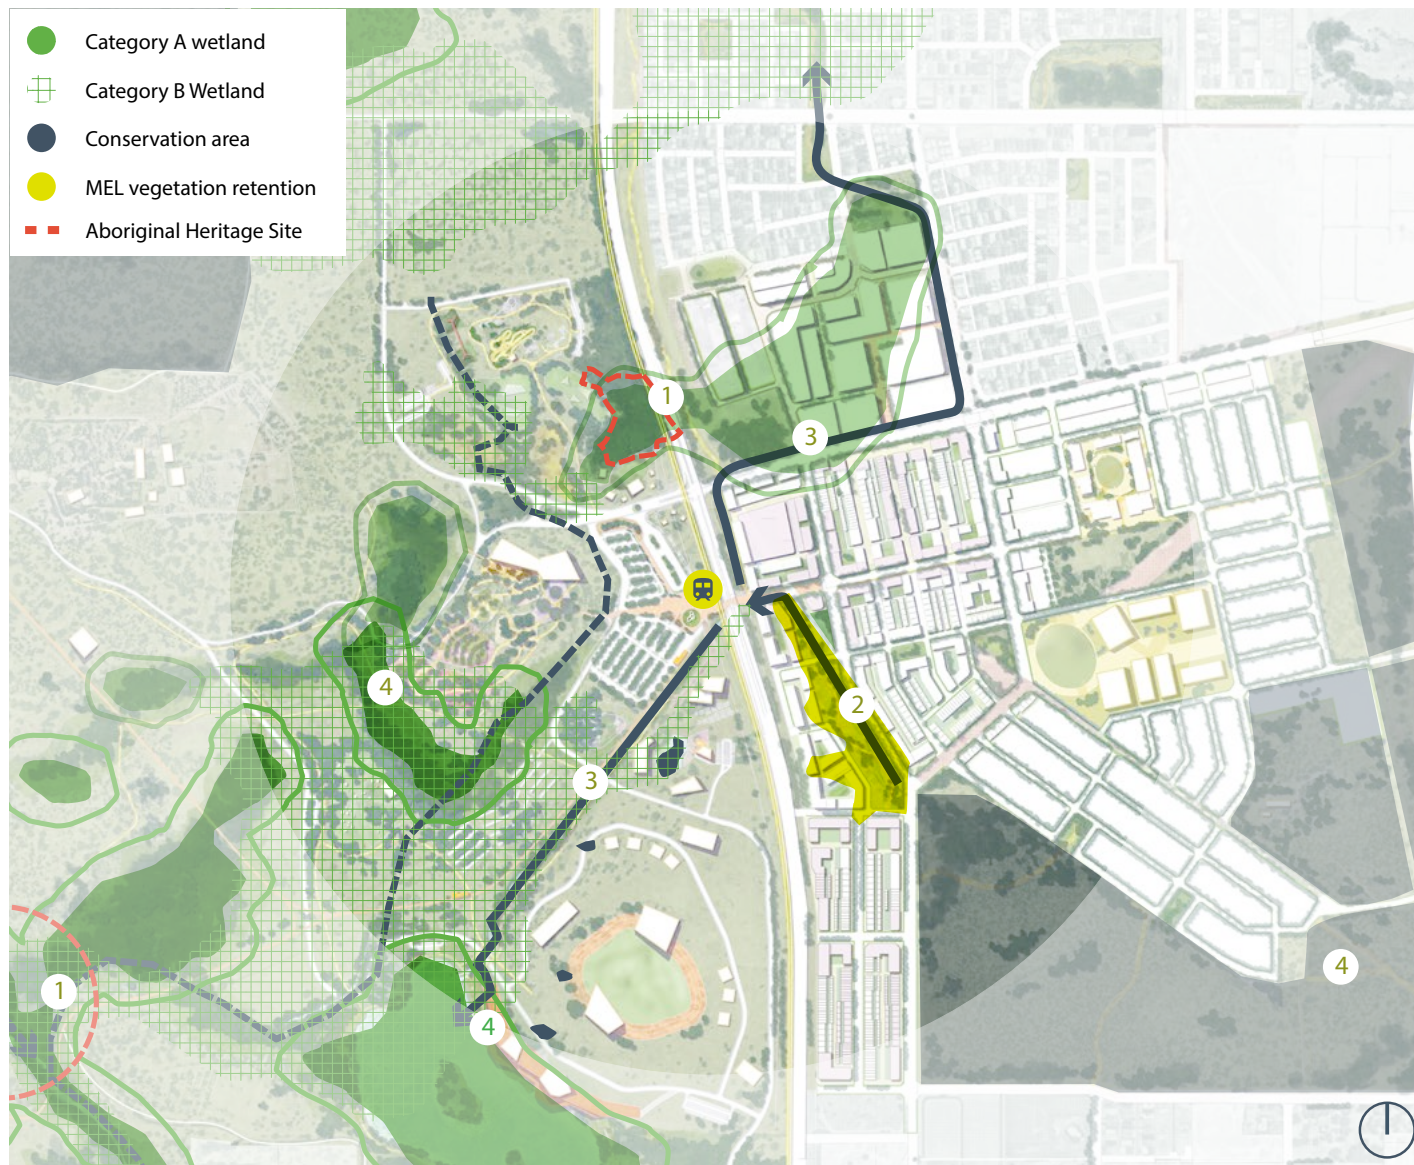 Category A wetland
Category B Wetland
Conservation area
MEL vegetation retention
Aboriginal Heritage Site
1
3
4
2
3
1
4
4